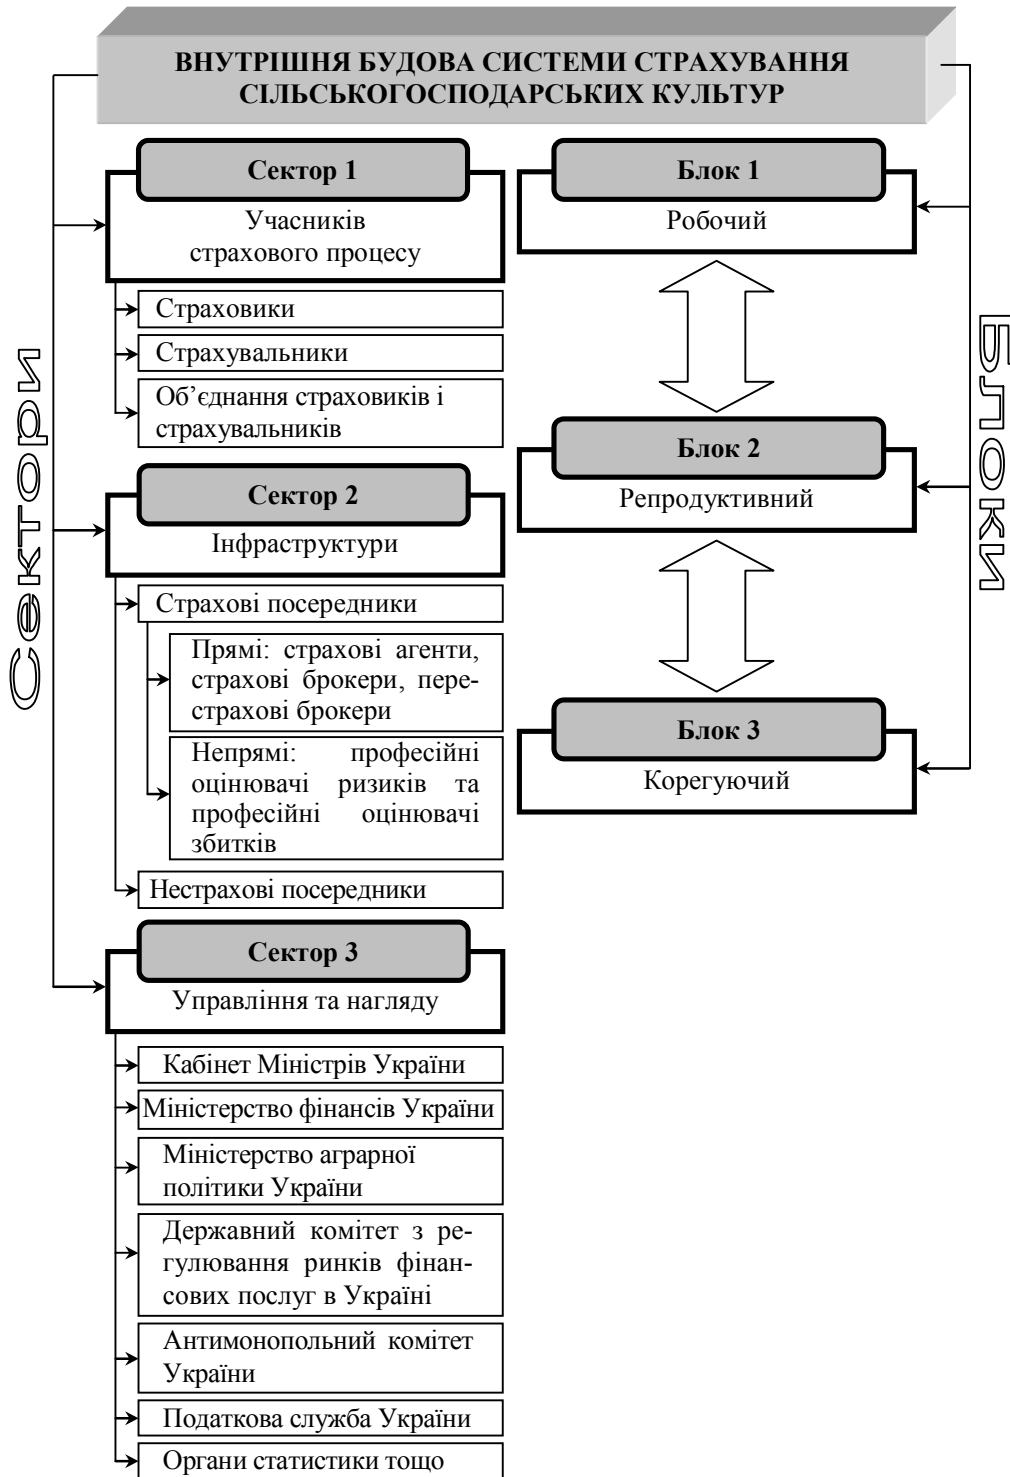 ВНУТРІШНЯ БУДОВА СИСТЕМИ СТРАХУВАННЯ
СІЛЬСЬКОГОСПОДАРСЬКИХ КУЛЬТУР
Сектори
Сектор 1
Учасників
страхового процесу
Страховики
Страхувальники
Об’єднання страховиків і
страхувальників
Сектор 2
Інфраструктури
Страхові посередники
Прямі: страхові агенти,
страхові брокери, пере-
страхові брокери
Непрямі: професійні
оцінювачі ризиків та
професійні оцінювачі
збитків
Нестрахові посередники
Сектор 3
Управління та нагляду
Кабінет Міністрів України
Міністерство фінансів України
Міністерство аграрної
політики України
Державний комітет з ре-
гулювання ринків фінан-
сових послуг в Україні
Антимонопольний комітет
України
Податкова служба України
Органи статистики тощо
Блок 1
Робочий
Блок 2
Репродуктивний
Блок 3
Корегуючий
Блоки